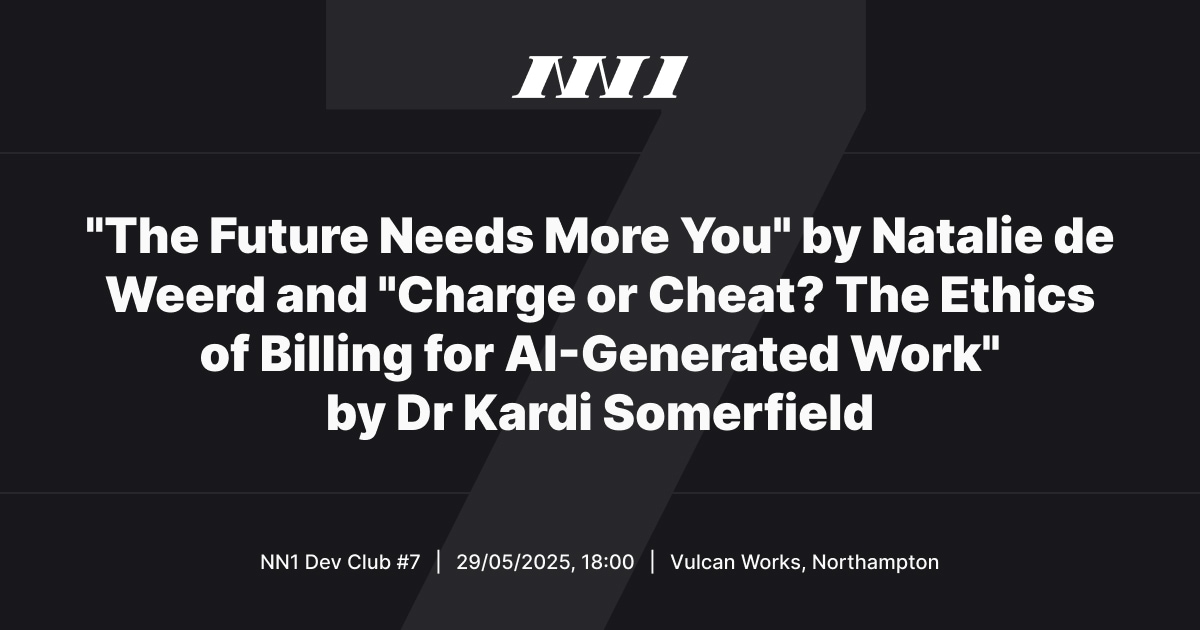 NN1
"The Future Needs More You" by Natalie de
Weerd and "Charge or Cheat? The Ethics
of Billing for AI-Generated Work"
by Dr Kardi Somerfield
NN1 Dev Club #7 | 29/05/2025, 18:00 | Vulcan Works, Northampton